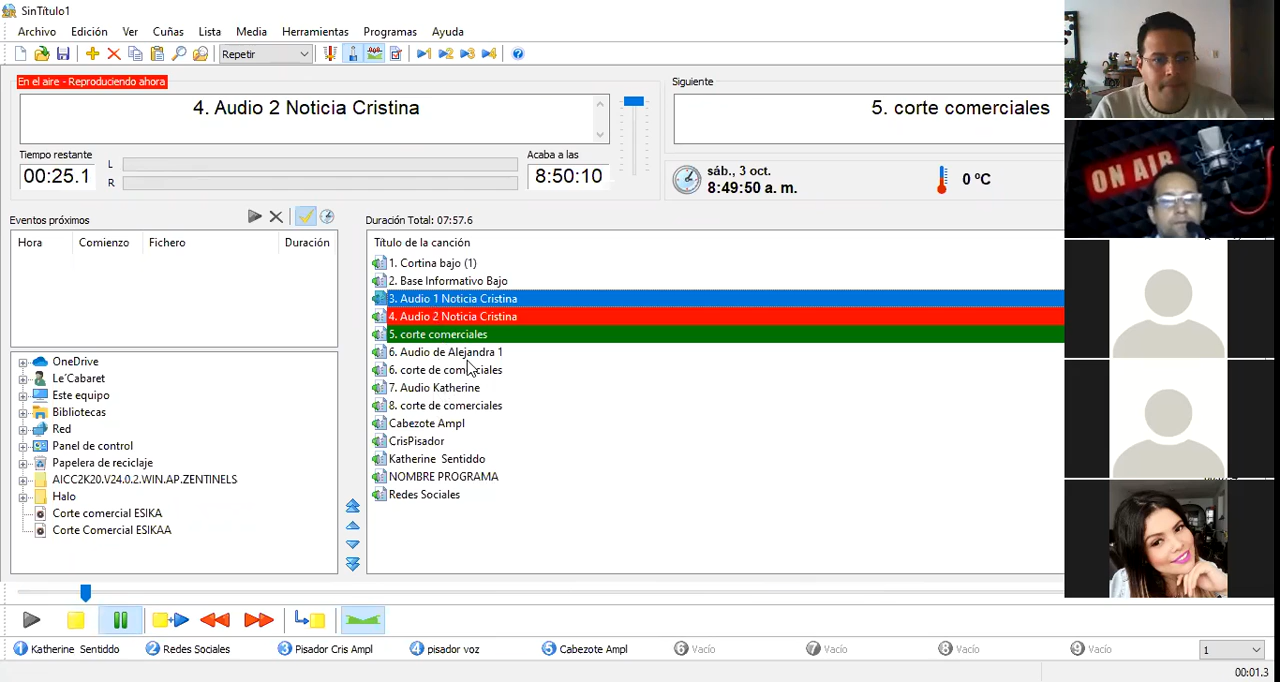 SinTítulo1
Archivo Edición Ver Cuñas Lista Media Herramientas Programas Ayuda
Repetir 1 2 3 4
En el aire - Reproduciendo ahora
4. Audio 2 Noticia Cristina
Siguiente
5. corte comerciales
Tiempo restante
00:25.1
L
R
Acaba a las
8:50:10
sáb., 3 oct.
8:49:50 a. m.
0 ºC
ON AIR
Eventos próximos
Hora Comienzo Fichero Duración
Duración Total: 07:57.6
Título de la canción
1. Cortina bajo (1)
2. Base Informativo Bajo
3. Audio 1 Noticia Cristina
4. Audio 2 Noticia Cristina
5. corte comerciales
6. Audio de Alejandra 1
6. corte de comerciales
7. Audio Katherine
8. corte de comerciales
Cabezote Ampl
CrisPisador
Katherine Sentiddo
NOMBRE PROGRAMA
Redes Sociales
OneDrive
Le´Cabaret
Este equipo
Bibliotecas
Red
Panel de control
Papelera de reciclaje
AICC2K20.V24.0.2.WIN.AP.ZENTINELS
Halo
Corte comercial ESIKA
Corte Comercial ESIKAA
1 Katherine Sentiddo 2 Redes Sociales 3 Pisador Cris Ampl 4 pisador voz 5 Cabezote Ampl 6 Vacío 7 Vacío 8 Vacío 9 Vacío 1
00:01.3